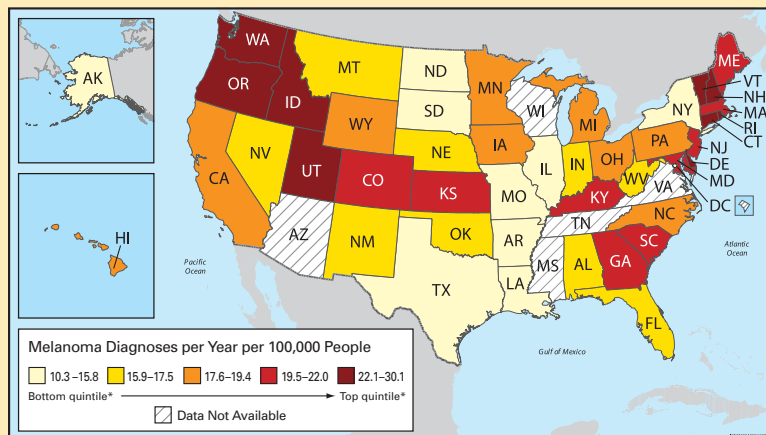 WA
MT
ND
ME
VT
NH
MA
RI
CT
AK
OR
ID
SD
MN
WI
MI
NY
WY
NE
IA
PA
NJ
DE
MD
DC
NV
UT
CO
KS
MO
IL
IN
OH
WV
VA
KY
CA
AZ
NM
OK
AR
TN
NC
SC
HI
TX
LA
MS
AL
GA
FL
Pacific
Ocean
Atlantic
Ocean
Gulf of Mexico
Melanoma Diagnoses per Year per 100,000 People
10.3–15.8 15.9–17.5 17.6–19.4 19.5–22.0 22.1–30.1
Bottom quintile* Top quintile*
Data Not Available